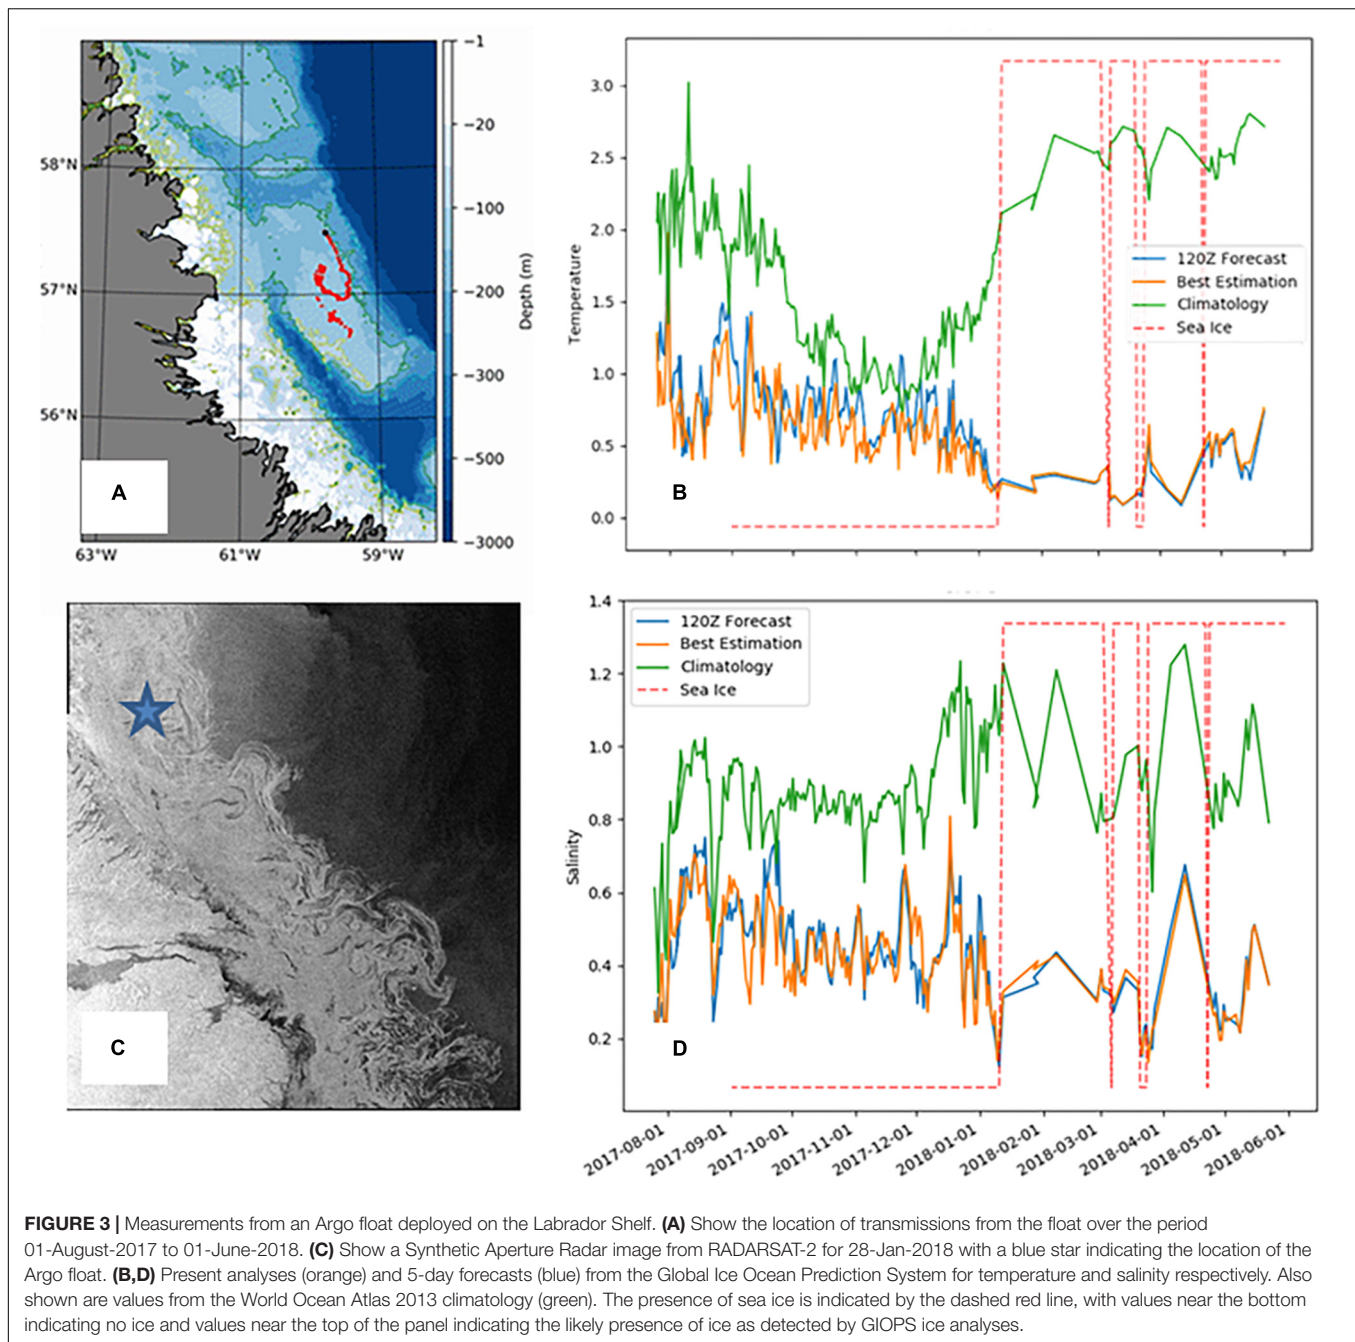 −1
−20
−100
−200
−300
−500
−3000
Depth (m)
58°N
57°N
56°N
63°W
61°W
59°W
A
3.0
2.5
2.0
1.5
1.0
0.5
0.0
Temperature
120Z Forecast
Best Estimation
Climatology
Sea Ice
B
C
1.4
1.2
1.0
0.8
0.6
0.4
0.2
Salinity
120Z Forecast
Best Estimation
Climatology
Sea Ice
D
2017-08-01
2017-09-01
2017-10-01
2017-11-01
2017-12-01
2018-01-01
2018-02-01
2018-03-01
2018-04-01
2018-05-01
2018-06-01
FIGURE 3 | Measurements from an Argo float deployed on the Labrador Shelf. (A) Show the location of transmissions from the float over the period
01-August-2017 to 01-June-2018. (C) Show a Synthetic Aperture Radar image from RADARSAT-2 for 28-Jan-2018 with a blue star indicating the location of the
Argo float. (B,D) Present analyses (orange) and 5-day forecasts (blue) from the Global Ice Ocean Prediction System for temperature and salinity respectively. Also
shown are values from the World Ocean Atlas 2013 climatology (green). The presence of sea ice is indicated by the dashed red line, with values near the bottom
indicating no ice and values near the top of the panel indicating the likely presence of ice as detected by GIOPS ice analyses.